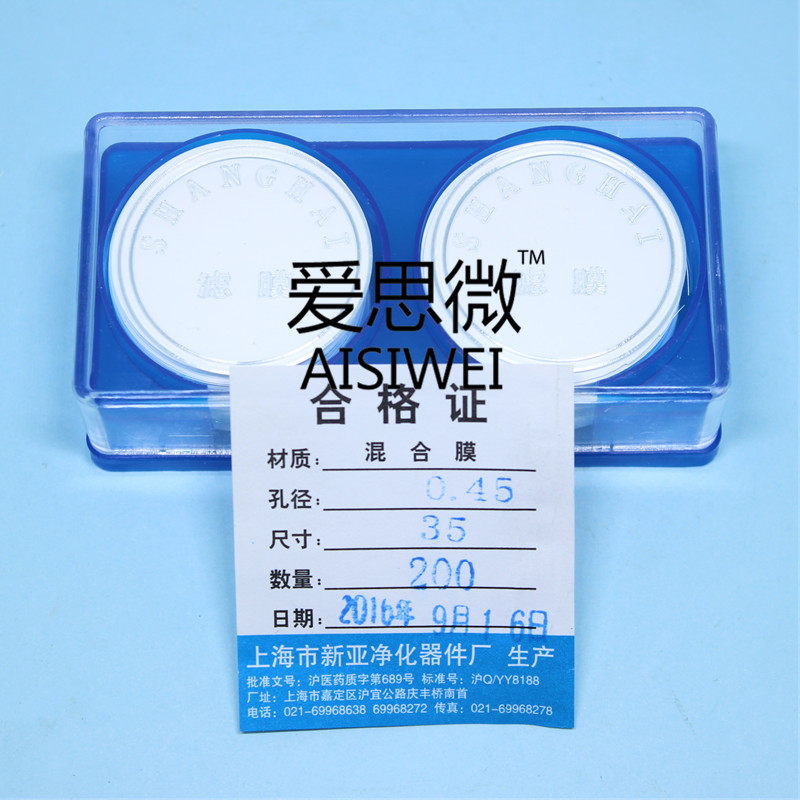 SHANGHAI
SHANGHAI
滤 膜
滤 膜
爱思微™
AISIWEI
合格证
材质: 混合膜
孔径: 0.45
尺寸: 35
数量: 200
日期: 2016年 9月16日
上海市新亚净化器件厂 生产
批准文号: 沪医药质字第689号 标准号: 沪Q/YY8188
厂址: 上海市嘉定区沪宜公路庆丰桥南首
电话: 021-69968638 69968272 传真: 021-69968278